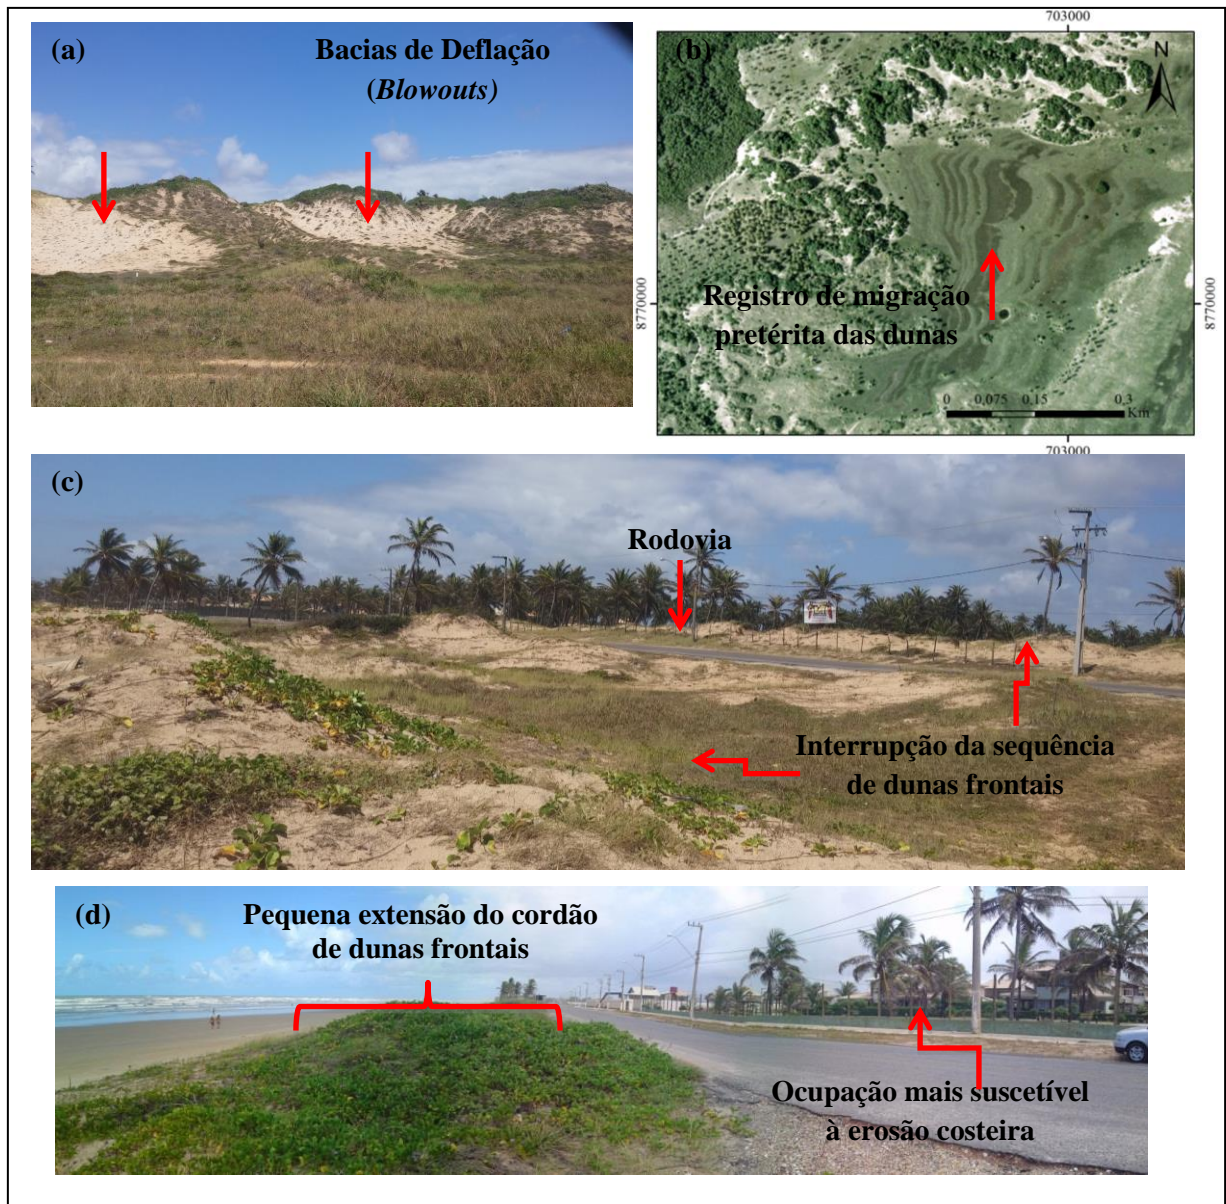 (a)
Bacias de Deflação
(Blowouts)
703000
(b)
N
8770000
8770000
Registro de migração
pretérita das dunas
0 0,075 0,15 0,3
Km
703000
(c)
Rodovia
Interrupção da sequência
de dunas frontais
(d)
Pequena extensão do cordão
de dunas frontais
Ocupação mais suscetível
à erosão costeira